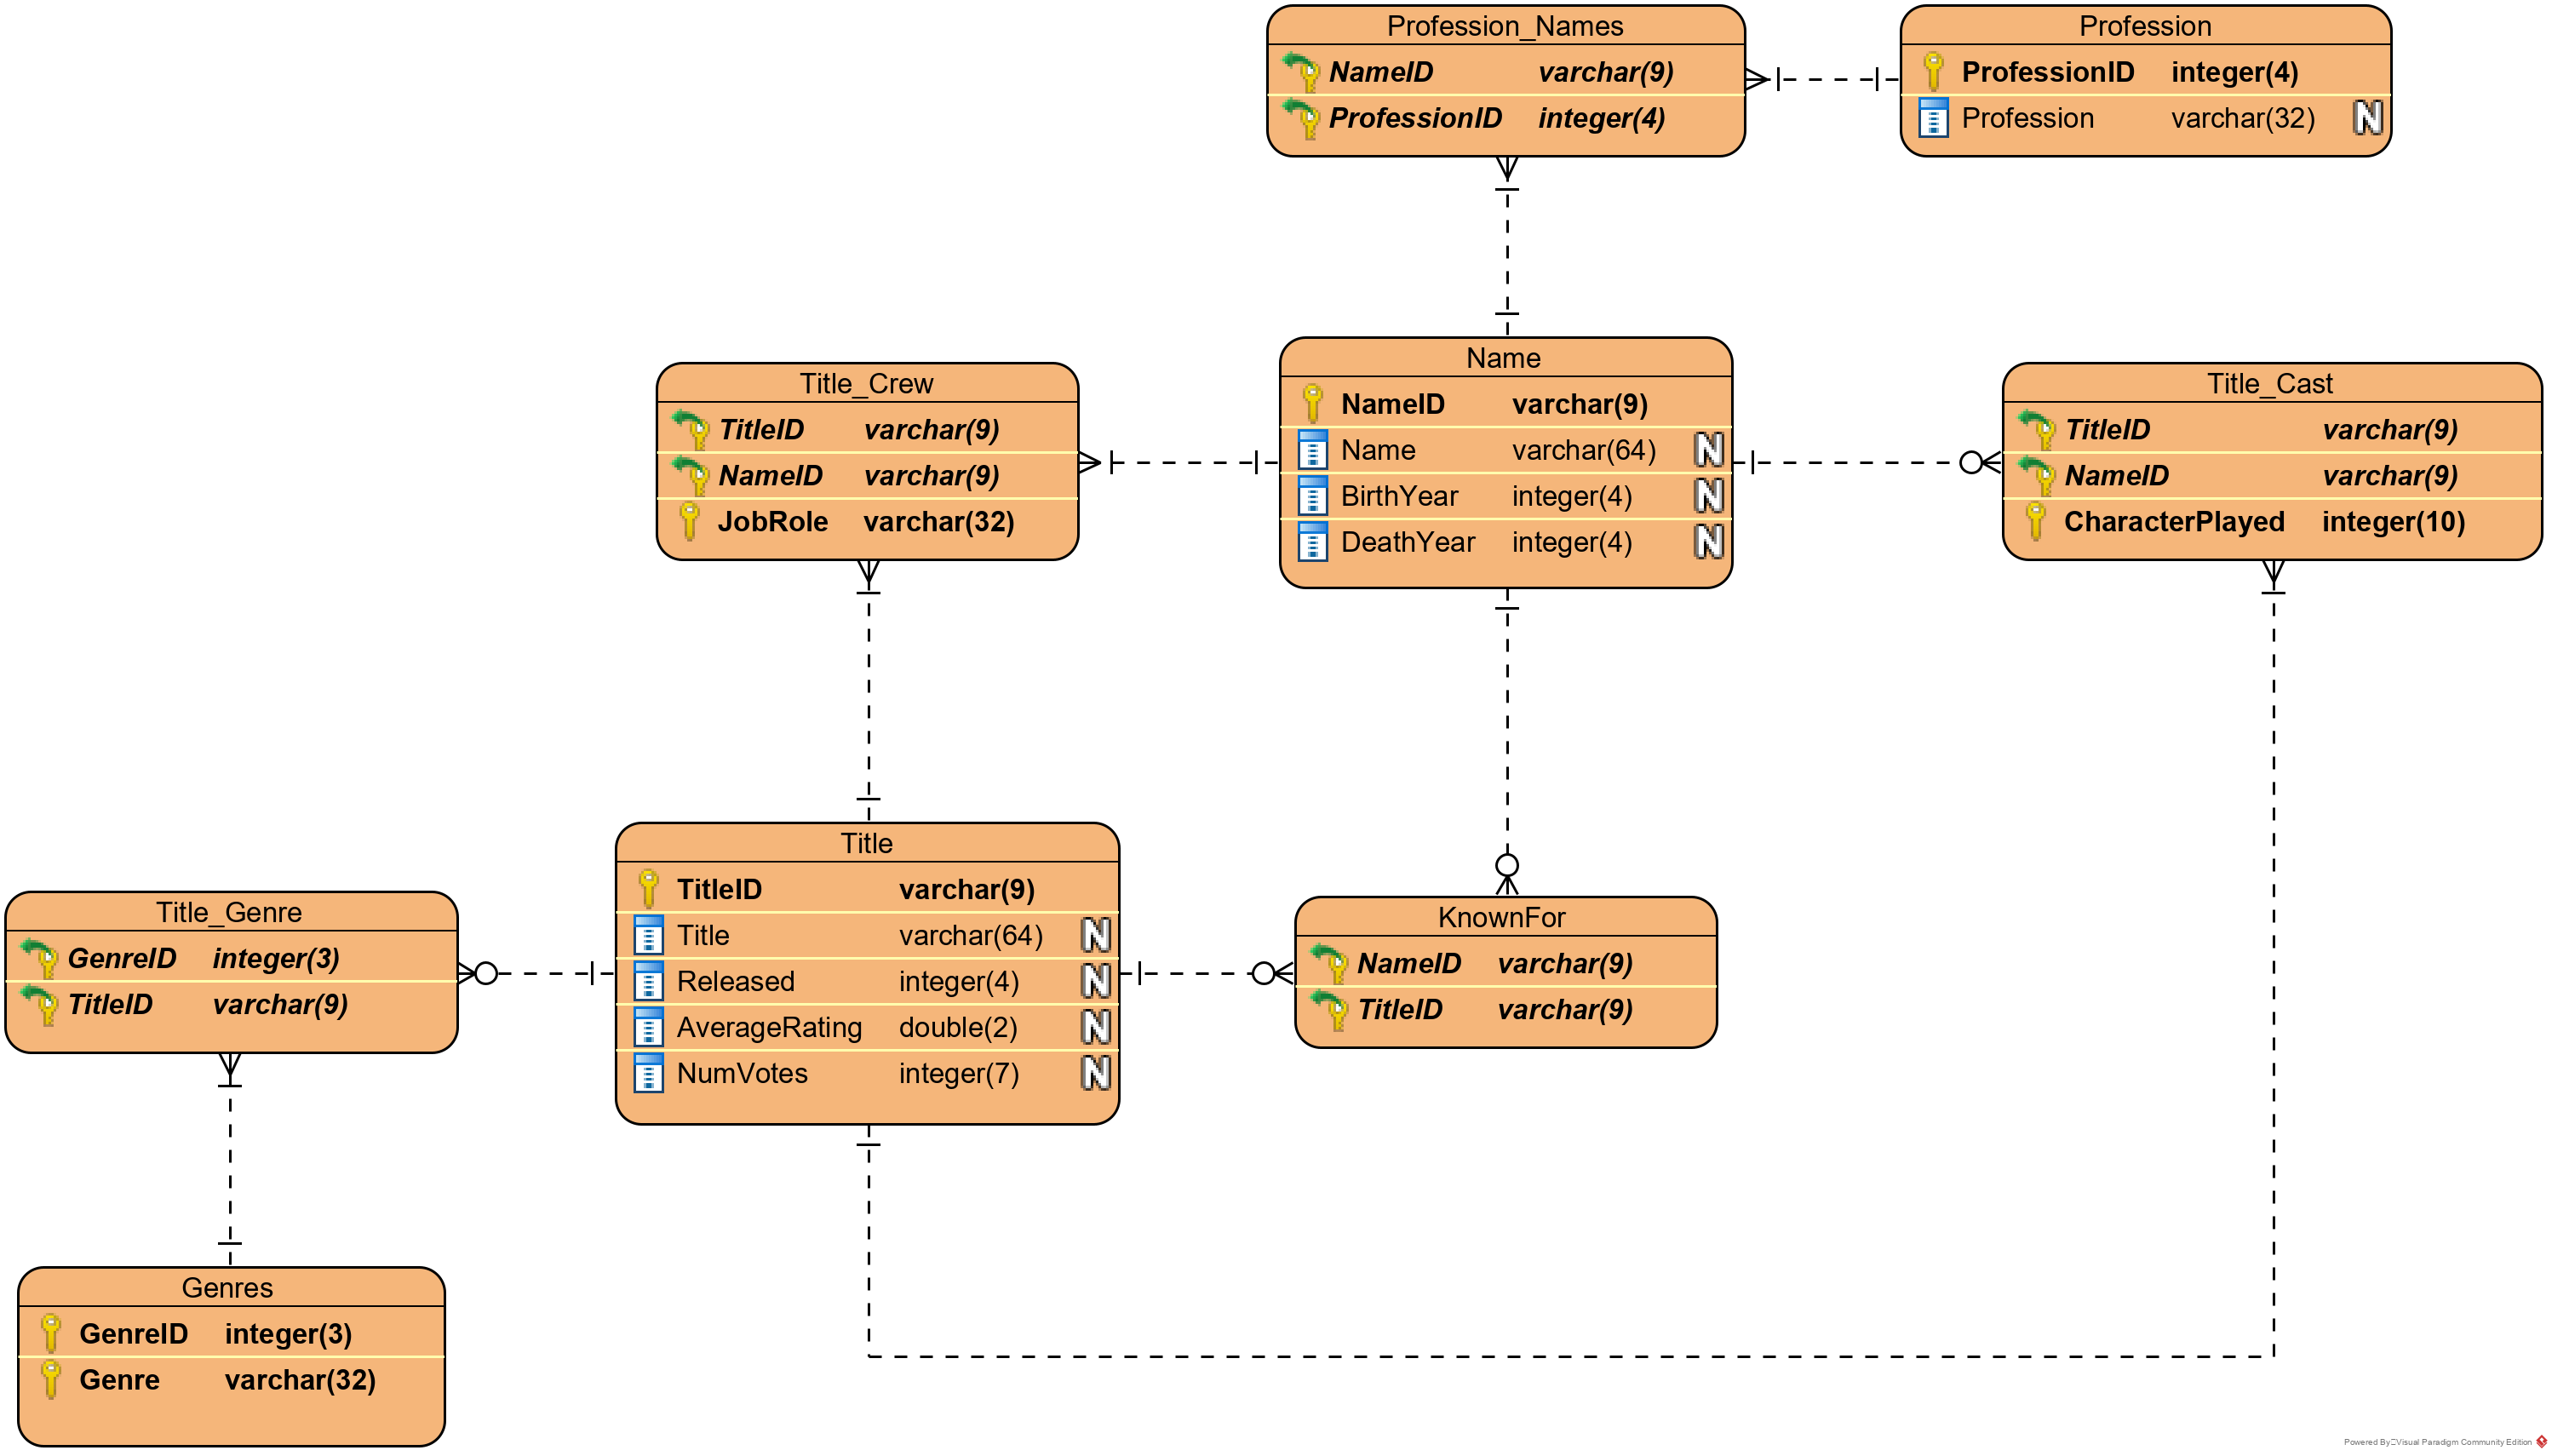 Profession_Names
NameID varchar(9)
ProfessionID integer(4)
Profession
ProfessionID integer(4)
Profession varchar(32) N
Title_Crew
TitleID varchar(9)
NameID varchar(9)
JobRole varchar(32)
Name
NameID varchar(9)
Name varchar(64) N
BirthYear integer(4) N
DeathYear integer(4) N
Title_Cast
TitleID varchar(9)
NameID varchar(9)
CharacterPlayed integer(10)
Title_Genre
GenreID integer(3)
TitleID varchar(9)
Title
TitleID varchar(9)
Title varchar(64) N
Released integer(4) N
AverageRating double(2) N
NumVotes integer(7) N
KnownFor
NameID varchar(9)
TitleID varchar(9)
Genres
GenreID integer(3)
Genre varchar(32)
Powered By Visual Paradigm Community Edition